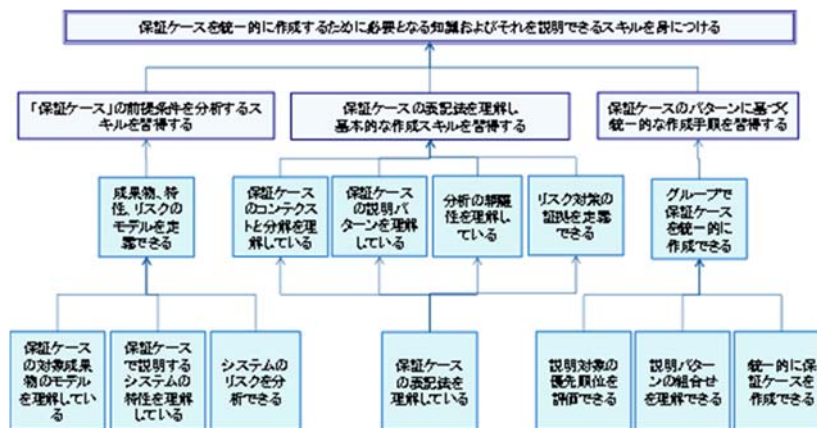 保証ケースを統一的に作成するために必要となる知識およびそれを説明できるスキルを身につける
「保証ケース」の前提条件を分析するス
キルを習得する
保証ケースの表記法を理解し
基本的な作成スキルを習得する
保証ケースのパターンに基づく
統一的な作成手順を習得する
成果物、特
性、リスクの
モデルを定
義できる
保証ケース
のコンテクス
トと分解を理
解している
保証ケース
の説明パ
ターンを理解
している
分析の網羅
性を理解し
ている
リスク対策の
証拠を定義
できる
グループで
保証ケース
を統一的に
作成できる
保証ケース
の対象成果
物のモデル
を理解してい
る
保証ケース
で説明する
システムの
特性を理解
している
システムの
リスクを分
析できる
保証ケース
の表記法を
理解している
説明対象の
優先順位を
評価できる
説明パター
ンの組合せ
を理解できる
統一的に保
証ケースを
作成できる